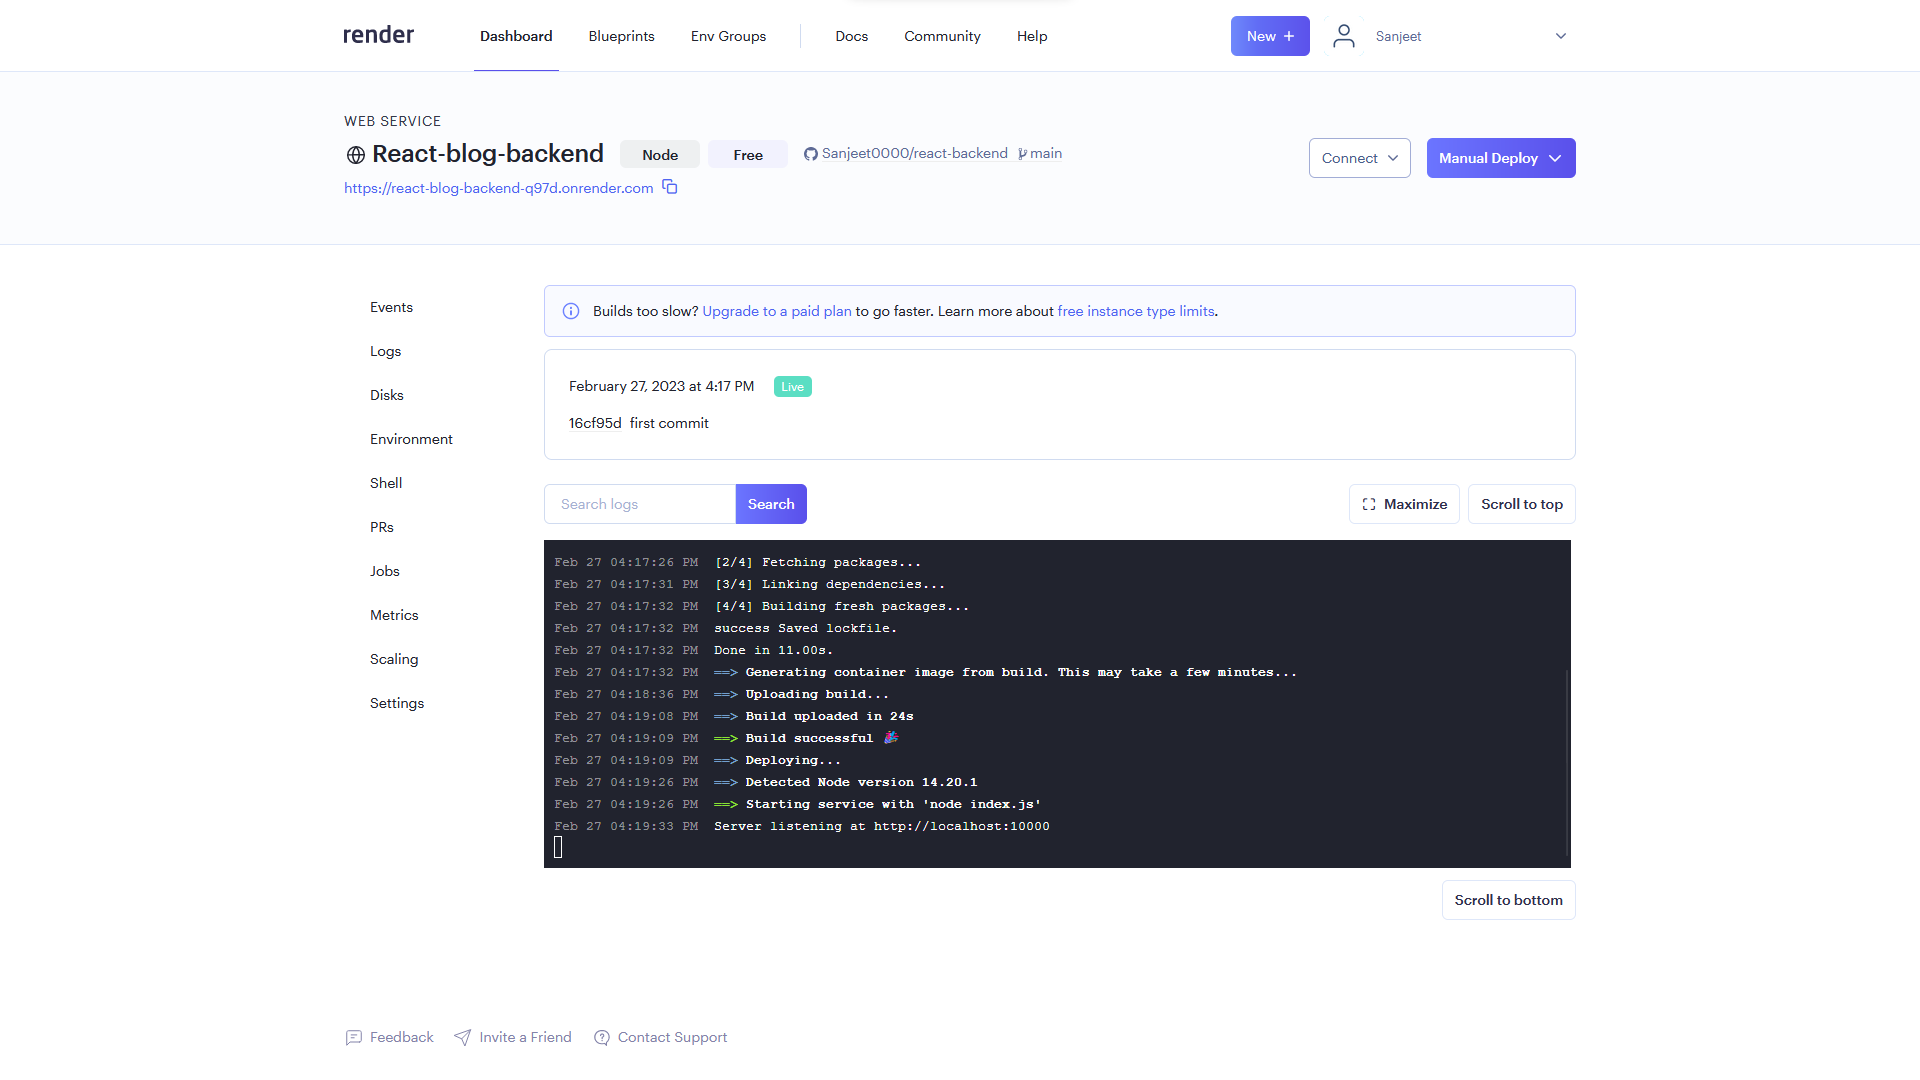 render
Dashboard Blueprints Env Groups Docs Community Help New + Sanjeet
WEB SERVICE
React-blog-backend Node Free Sanjeet0000/react-backend main
Connect Manual Deploy
https://react-blog-backend-q97d.onrender.com
Events
Logs
Disks
Environment
Shell
PRs
Jobs
Metrics
Scaling
Settings
Builds too slow? Upgrade to a paid plan to go faster. Learn more about free instance type limits.
February 27, 2023 at 4:17 PM Live
16cf95d first commit
Search logs Search Maximize Scroll to top
Feb 27 04:17:26 PM [2/4] Fetching packages...
Feb 27 04:17:31 PM [3/4] Linking dependencies...
Feb 27 04:17:32 PM [4/4] Building fresh packages...
Feb 27 04:17:32 PM success Saved lockfile.
Feb 27 04:17:32 PM Done in 11.00s.
Feb 27 04:17:32 PM ==> Generating container image from build. This may take a few minutes...
Feb 27 04:18:36 PM ==> Uploading build...
Feb 27 04:19:08 PM ==> Build uploaded in 24s
Feb 27 04:19:09 PM ==> Build successful 🎉
Feb 27 04:19:09 PM ==> Deploying...
Feb 27 04:19:26 PM ==> Detected Node version 14.20.1
Feb 27 04:19:26 PM ==> Starting service with 'node index.js'
Feb 27 04:19:33 PM Server listening at http://localhost:10000
Scroll to bottom
Feedback Invite a Friend Contact Support